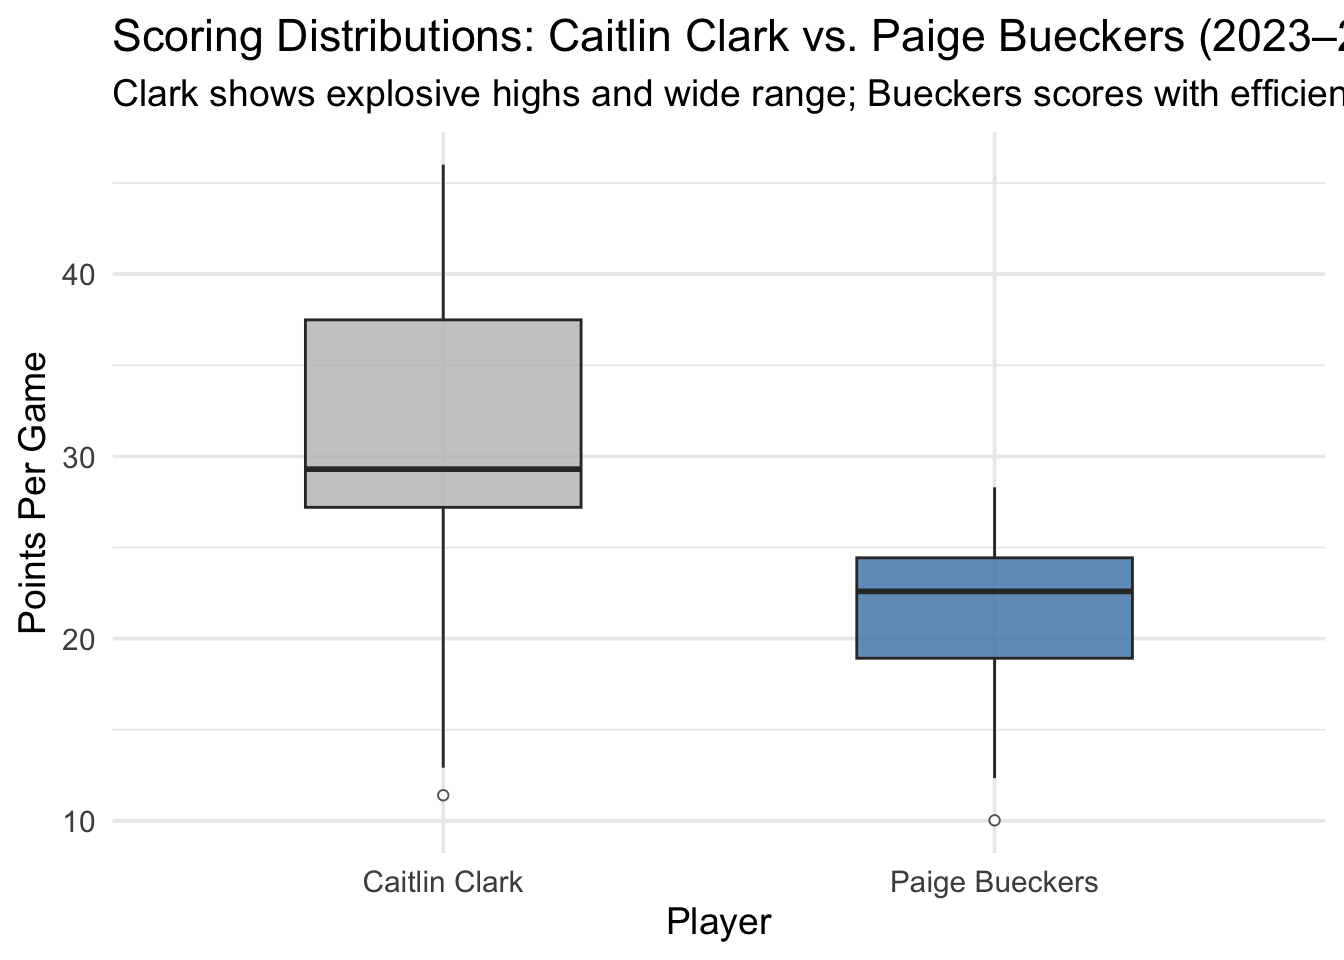 Scoring Distributions: Caitlin Clark vs. Paige Bueckers (2023–
Clark shows explosive highs and wide range; Bueckers scores with
Points Per Game
40
30
20
10
Caitlin Clark
Paige Bueckers
Player